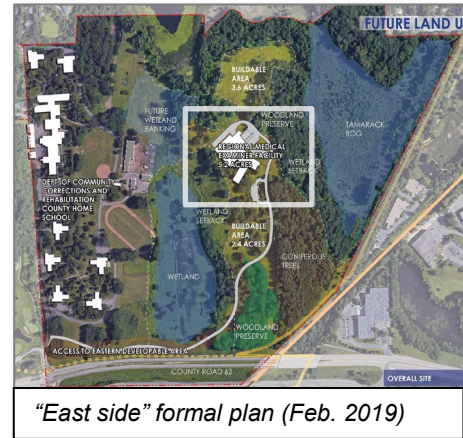 FUTURE LAND U
BUILDABLE
AREA
3.6 ACRES
FUTURE
WETLAND
BANKING
WOODLAND
PRESERVE
TAMARACK
BOG
REGIONAL MEDICAL
EXAMINER FACILITY
5.2 ACRES
WETLAND
SETBACK
DEPT OF COMMUNITY
CORRECTIONS AND
REHABILITATION
COUNTY HOME
SCHOOL
WETLAND
SETBACK
BUILDABLE
AREA
2.4 ACRES
CONIFEROUS
TREES
WETLAND
WOODLAND
PRESERVE
ACCESS TO EASTERN DEVELOPABLE AREA
COUNTY ROAD 62
OVERALL SITE
“East side” formal plan (Feb. 2019)